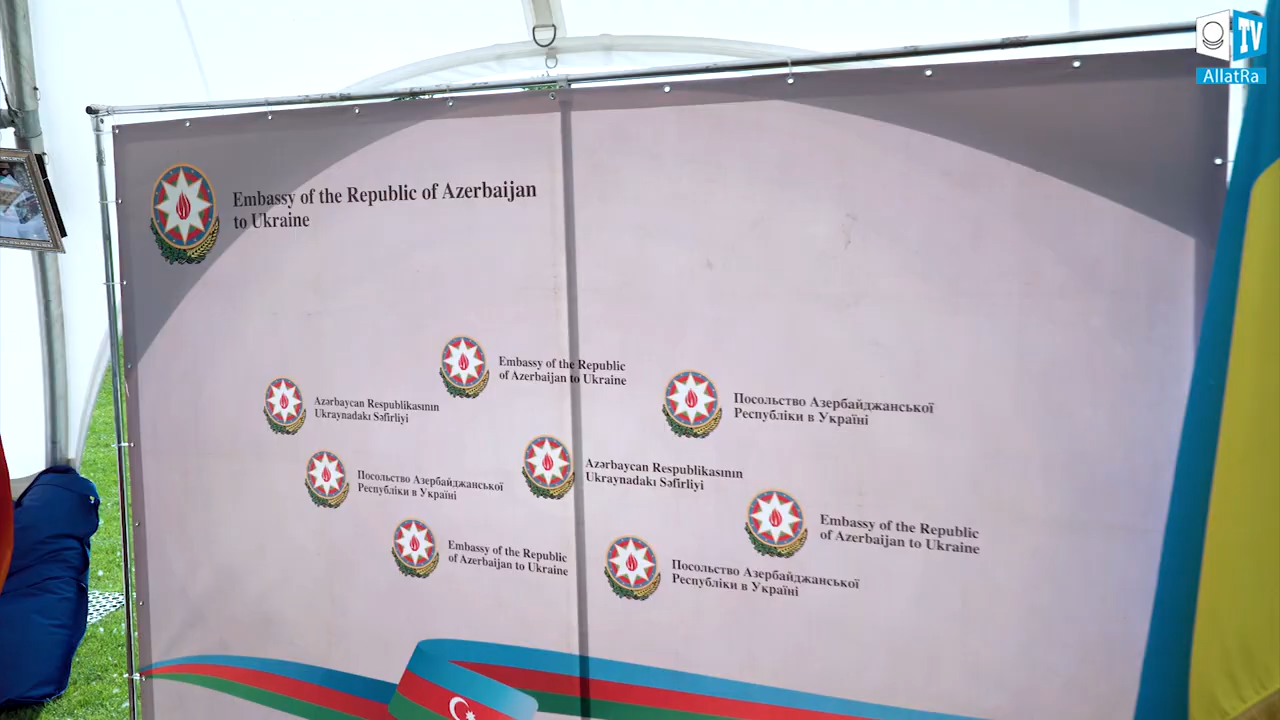 TV
AllatRa
Embassy of the Republic of Azerbaijan
to Ukraine
Embassy of the Republic
of Azerbaijan to Ukraine
Azərbaycan Respublikasının
Ukraynadakı Səfirliyi
Посольство Азербайджанської
Республіки в Україні
Посольство Азербайджанської
Республіки в Україні
Azərbaycan Respublikasının
Ukraynadakı Səfirliyi
Embassy of the Republic
of Azerbaijan to Ukraine
Embassy of the Republic
of Azerbaijan to Ukraine
Посольство Азербайджанської
Республіки в Україні